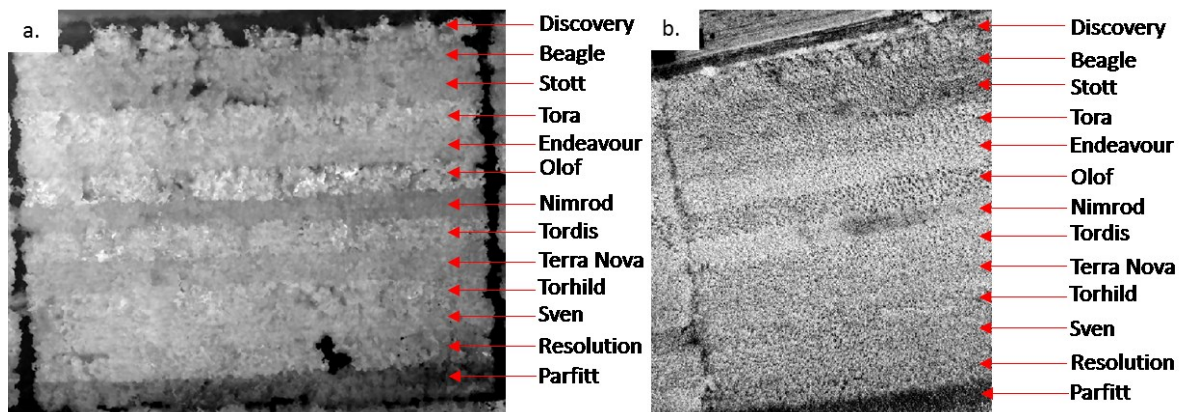 a.
Discovery
Beagle
Stott
Tora
Endeavour
Olof
Nimrod
Tordis
Terra Nova
Torhild
Sven
Resolution
Parfitt
b.
Discovery
Beagle
Stott
Tora
Endeavour
Olof
Nimrod
Tordis
Terra Nova
Torhild
Sven
Resolution
Parfitt